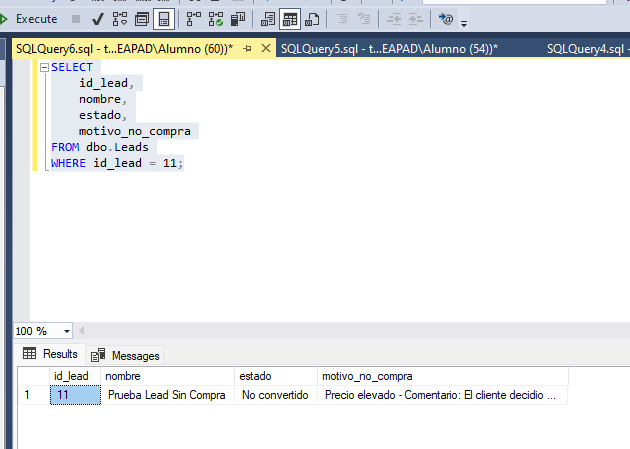 Execute
SQLQuery6.sql - t...EAPAD\Alumno (60))*
SQLQuery5.sql - t...EAPAD\Alumno (54))*
SQLQuery4.s
SELECT
id_lead,
nombre,
estado,
motivo_no_compra
FROM dbo.Leads
WHERE id_lead = 11;
100 %
Results
Messages
id_lead nombre estado motivo_no_compra
1 11 Prueba Lead Sin Compra No convertido Precio elevado - Comentario: El cliente decidio ...